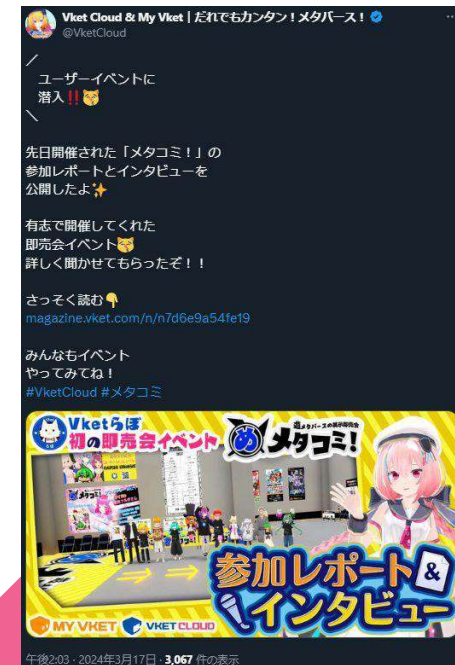 Vket Cloud & My Vket | だれでもカンタン！メタバース！
@VketCloud
／
ユーザーイベントに
潜入‼️😽
＼
先日開催された「メタコミ！」の
参加レポートとインタビューを
公開したよ✨
有志で開催してくれた
即売会イベント😽
詳しく聞かせてもらったぞ！！
さっそく読む👇
magazine.vket.com/n/n7d6e9a54fe19
みんなもイベント
やってみてね！
#VketCloud #メタコミ
Vketらぼ
初の即売会イベント
め
メタコミ!
参加レポート&
インタビュー
MY VKET
VKET CLOUD
午後2:03 · 2024年3月17日 · 3,067 件の表示